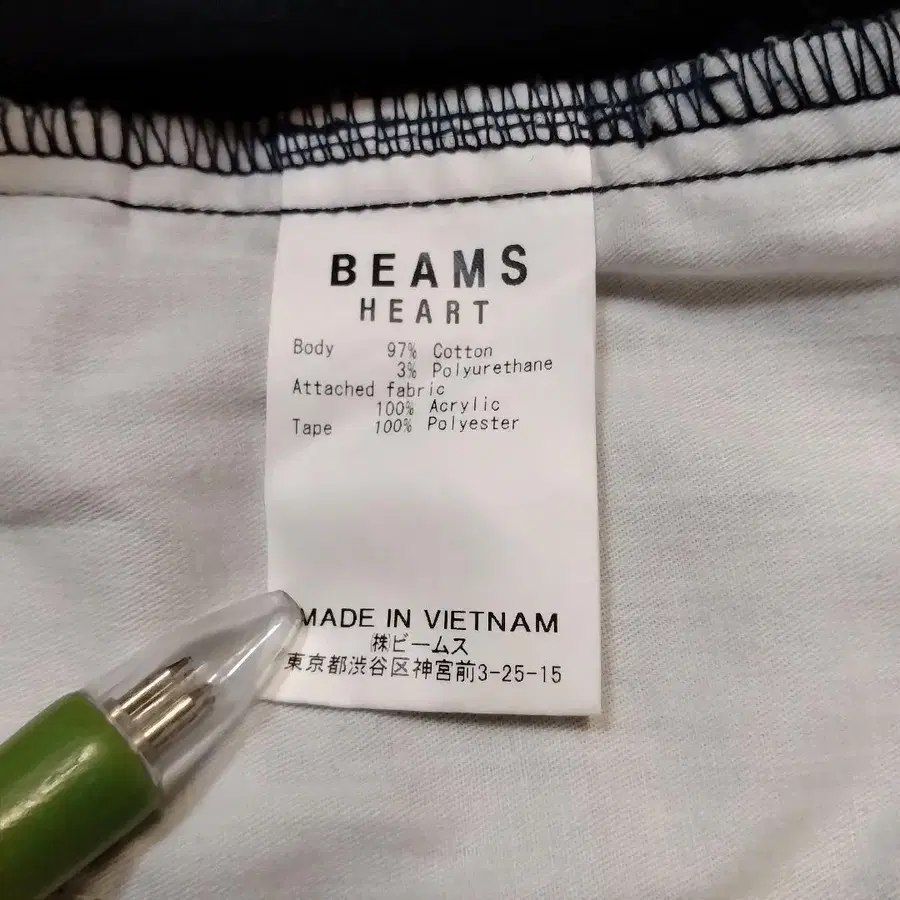 BEAMS
HEART
Body 97% Cotton
3% Polyurethane
Attached fabric
100% Acrylic
Tape 100% Polyester
MADE IN VIETNAM
㈱ビームス
東京都渋谷区神宮前3-25-15